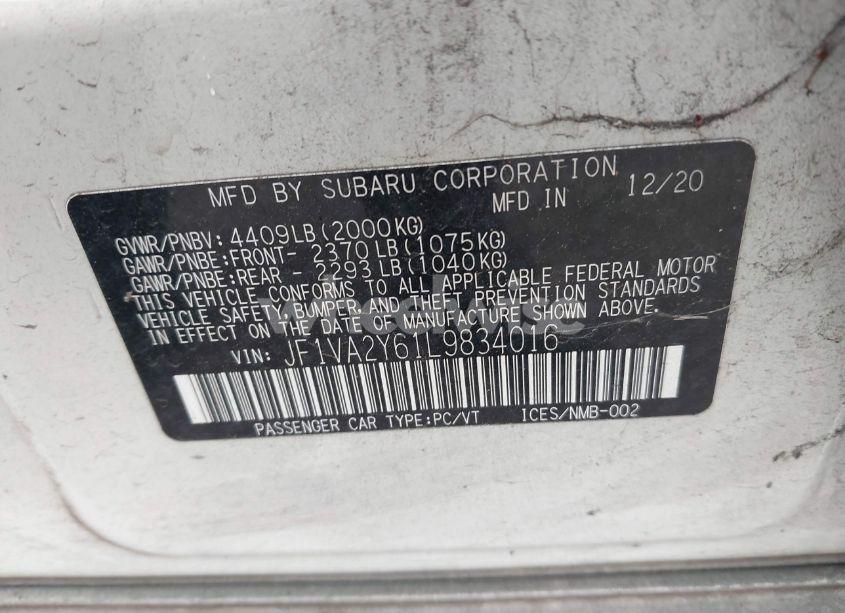 MFD BY SUBARU CORPORATION
MFD IN 12/20
GVWR/PNBV: 4409LB(2000KG)
GAWR/PNBE:FRONT- 2370LB(1075KG)
GAWR/PNBE:REAR - 2293LB(1040KG)
THIS VEHICLE CONFORMS TO ALL APPLICABLE FEDERAL MOTOR
VEHICLE SAFETY, BUMPER, AND THEFT PREVENTION STANDARDS
IN EFFECT ON THE DATE OF MANUFACTURE SHOWN ABOVE.
VIN: JF1VA2Y61L9834016
PASSENGER CAR TYPE:PC/VT ICES/NMB-002
wheelwise